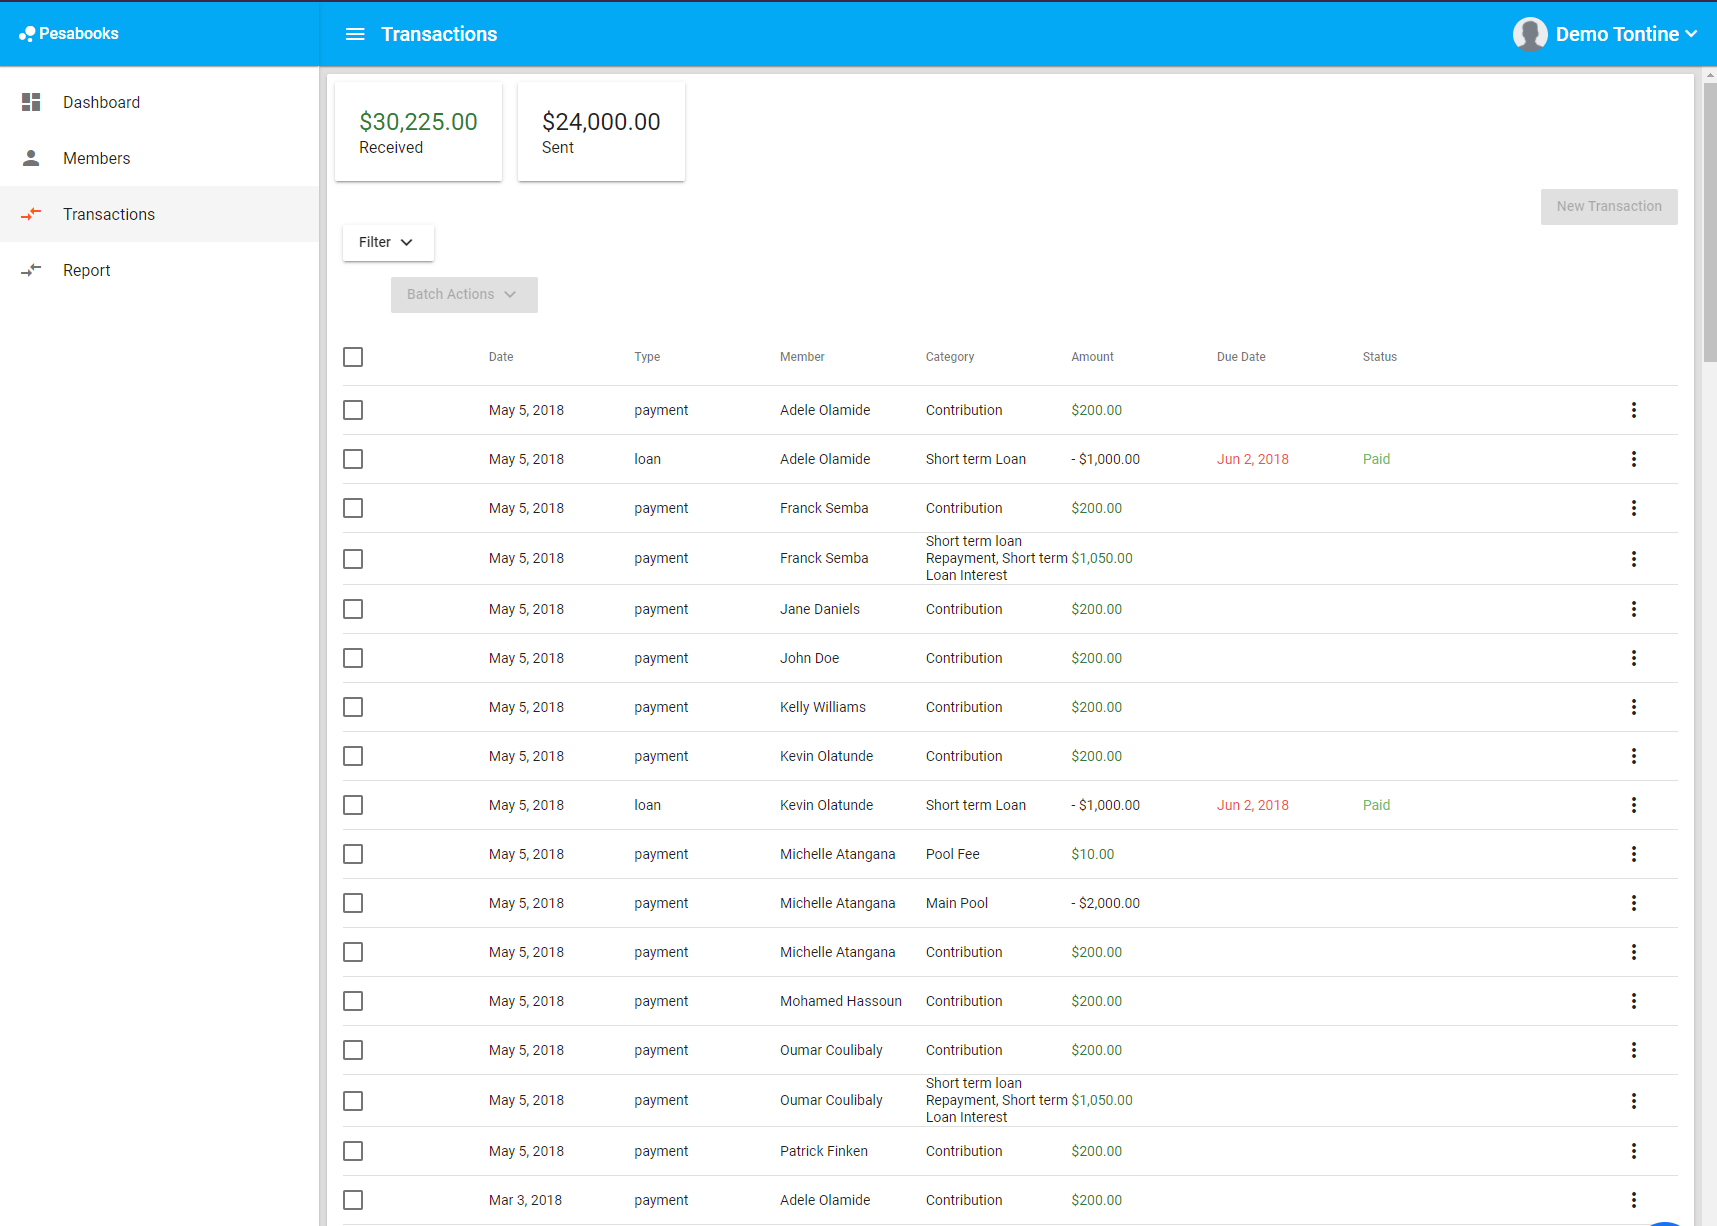 Pesabooks
Transactions
Demo Tontine
Dashboard
Members
Transactions
Report
$30,225.00
Received
$24,000.00
Sent
New Transaction
Filter
Batch Actions
Date Type Member Category Amount Due Date Status
May 5, 2018 payment Adele Olamide Contribution $200.00
May 5, 2018 loan Adele Olamide Short term Loan - $1,000.00 Jun 2, 2018 Paid
May 5, 2018 payment Franck Semba Contribution $200.00
Short term loan
May 5, 2018 payment Franck Semba Repayment, Short term $1,050.00
Loan Interest
May 5, 2018 payment Jane Daniels Contribution $200.00
May 5, 2018 payment John Doe Contribution $200.00
May 5, 2018 payment Kelly Williams Contribution $200.00
May 5, 2018 payment Kevin Olatunde Contribution $200.00
May 5, 2018 loan Kevin Olatunde Short term Loan - $1,000.00 Jun 2, 2018 Paid
May 5, 2018 payment Michelle Atangana Pool Fee $10.00
May 5, 2018 payment Michelle Atangana Main Pool - $2,000.00
May 5, 2018 payment Michelle Atangana Contribution $200.00
May 5, 2018 payment Mohamed Hassoun Contribution $200.00
May 5, 2018 payment Oumar Coulibaly Contribution $200.00
Short term loan
May 5, 2018 payment Oumar Coulibaly Repayment, Short term $1,050.00
Loan Interest
May 5, 2018 payment Patrick Finken Contribution $200.00
Mar 3, 2018 payment Adele Olamide Contribution $200.00